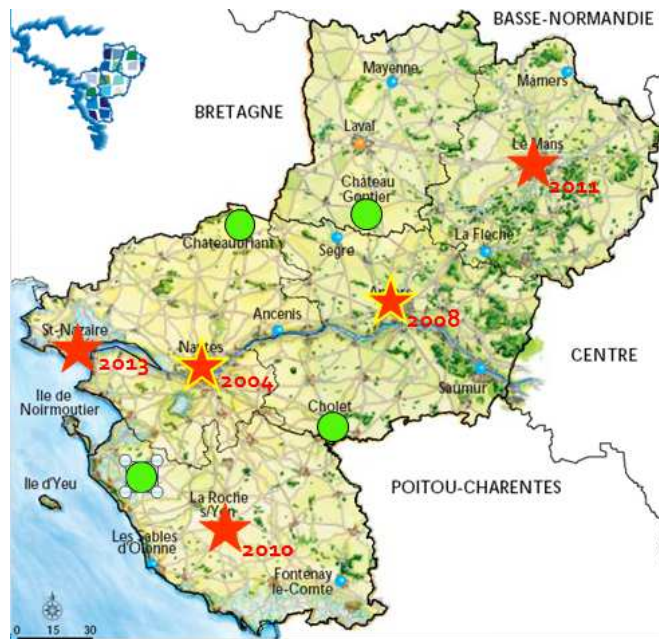 BASSE-NORMANDIE
Mayenne
Mamers
BRETAGNE
Laval
Le Mans
2011
Château
Gontier
Châteaubriant
Segré
La Flèche
Ancenis
2008
St-Nazaire
2013
Nantes
2004
CENTRE
Saumur
Ile de
Noirmoutier
Cholet
Ile d'Yeu
La Roche
s/Yon
POITOU-CHARENTES
2010
Les Sables
d'Olonne
Fontenay
le-Comte
0 15 30